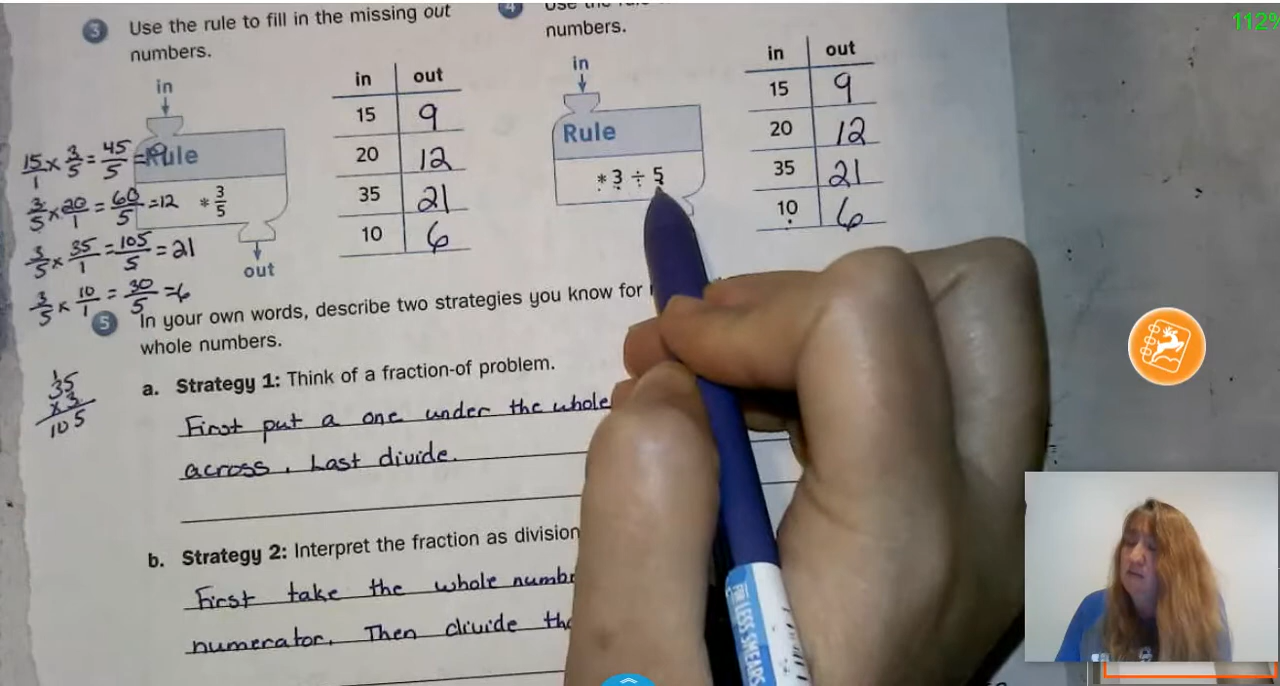 3 Use the rule to fill in the missing out
numbers.
in
Rule
* 3/5
out
in out
15 9
20 12
35 21
10 6
15/1 x 3/5 = 45/5 =
3/5 x 20/1 = 60/5 = 12
3/5 x 35/1 = 105/5 = 21
3/5 x 10/1 = 30/5 = 6
4
numbers.
in
Rule
* 3 ÷ 5
in out
15 9
20 12
35 21
10 6
112%
5 In your own words, describe two strategies you know for
whole numbers.
1
35
x 3
105
a. Strategy 1: Think of a fraction-of problem.
First put a one under the whole
across. Last divide.
b. Strategy 2: Interpret the fraction as division
First take the whole
numerator. Then divide
FOR LESS SMEARS